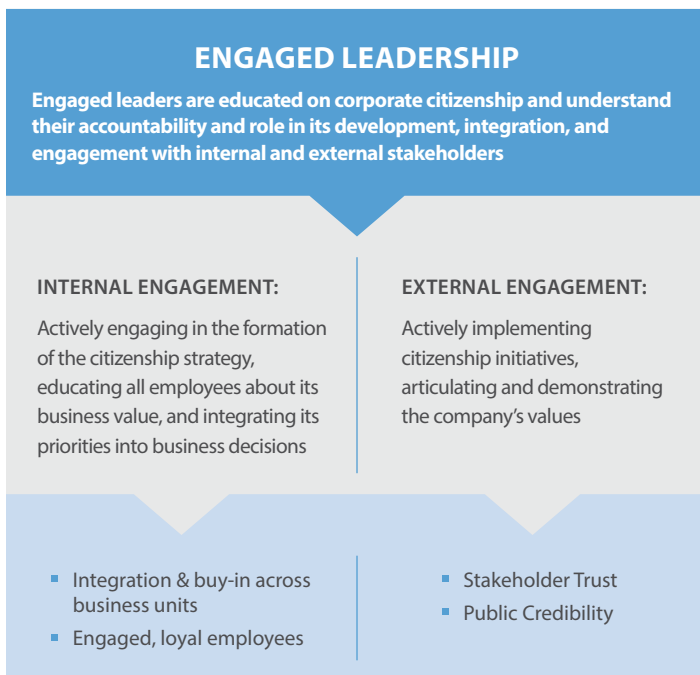 ENGAGED LEADERSHIP
Engaged leaders are educated on corporate citizenship and understand
their accountability and role in its development, integration, and
engagement with internal and external stakeholders
INTERNAL ENGAGEMENT:
Actively engaging in the formation
of the citizenship strategy,
educating all employees about its
business value, and integrating its
priorities into business decisions
EXTERNAL ENGAGEMENT:
Actively implementing
citizenship initiatives,
articulating and demonstrating
the company’s values
Integration & buy-in across
business units
Engaged, loyal employees
Stakeholder Trust
Public Credibility